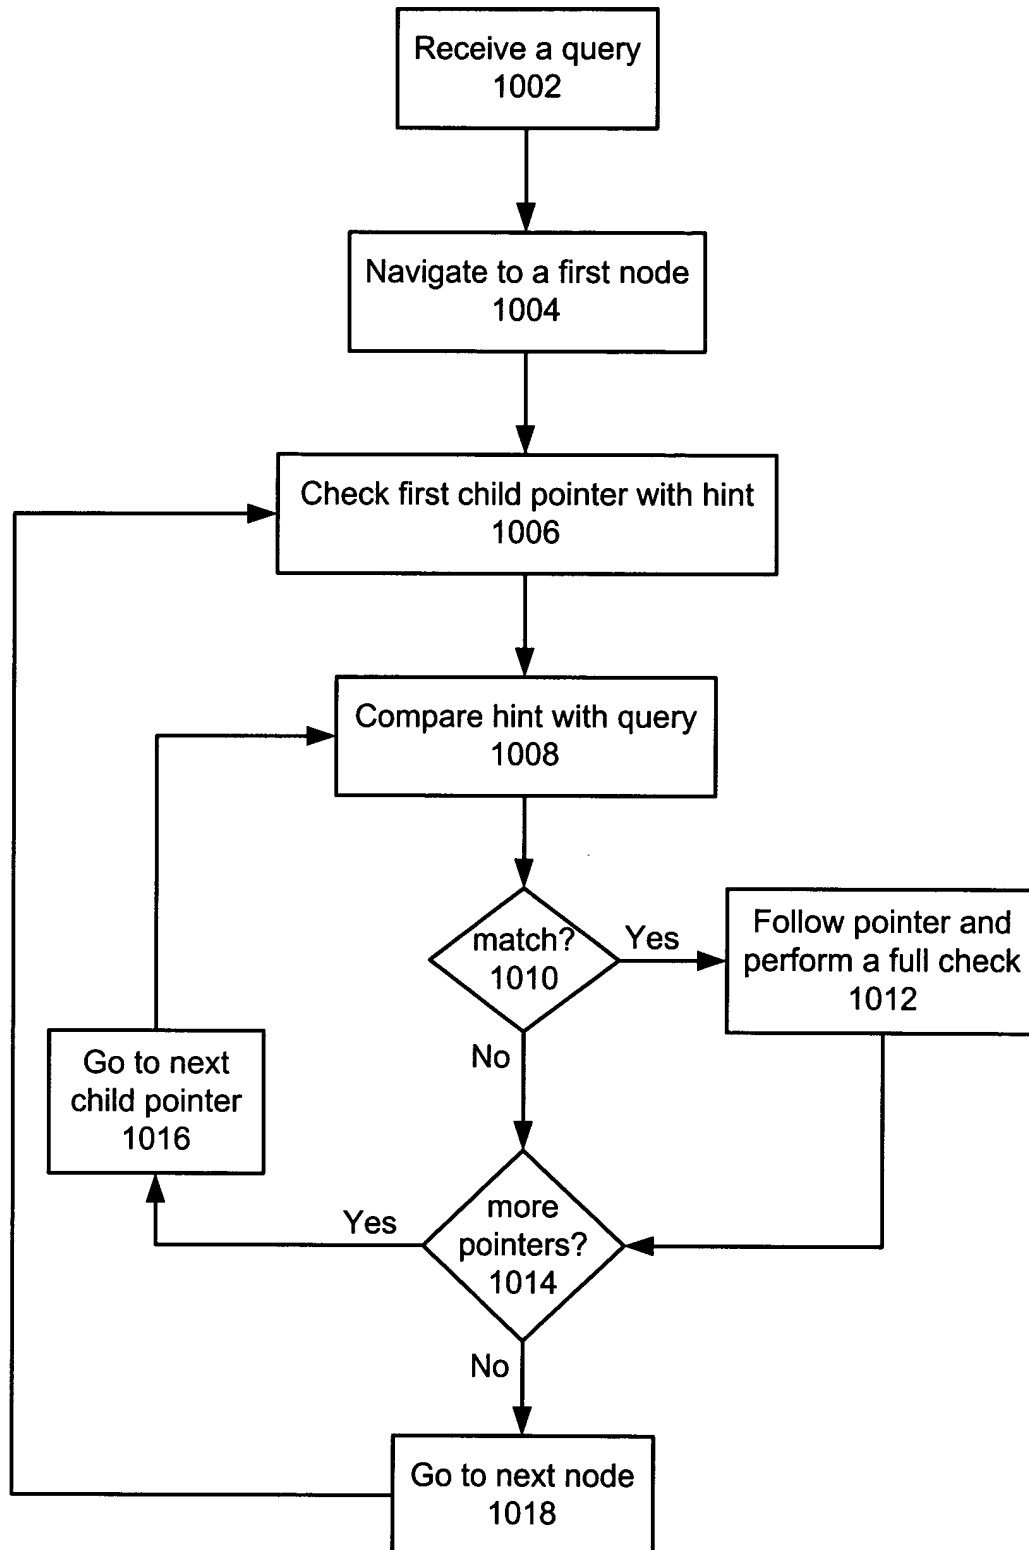 Receive a query
1002
Navigate to a first node
1004
Check first child pointer with hint
1006
Compare hint with query
1008
match?
1010
Yes
Follow pointer and
perform a full check
1012
No
Go to next
child pointer
1016
Yes
more
pointers?
1014
No
Go to next node
1018